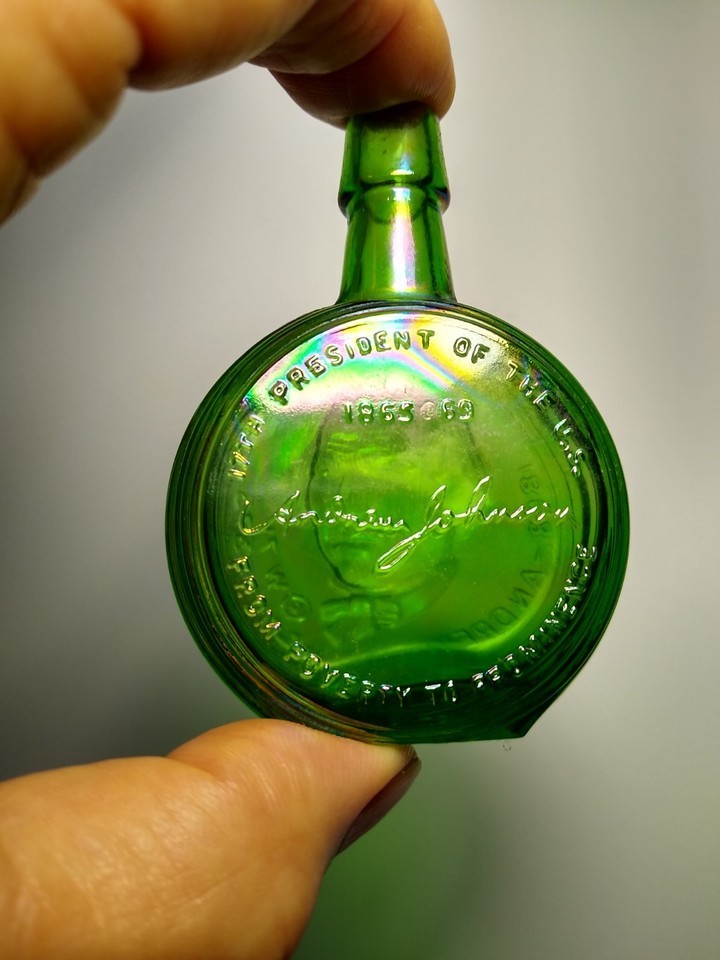 17TH PRESIDENT OF THE U.S.
1865 • 69
Andrew Johnson
FROM POVERTY TO PROMINENCE